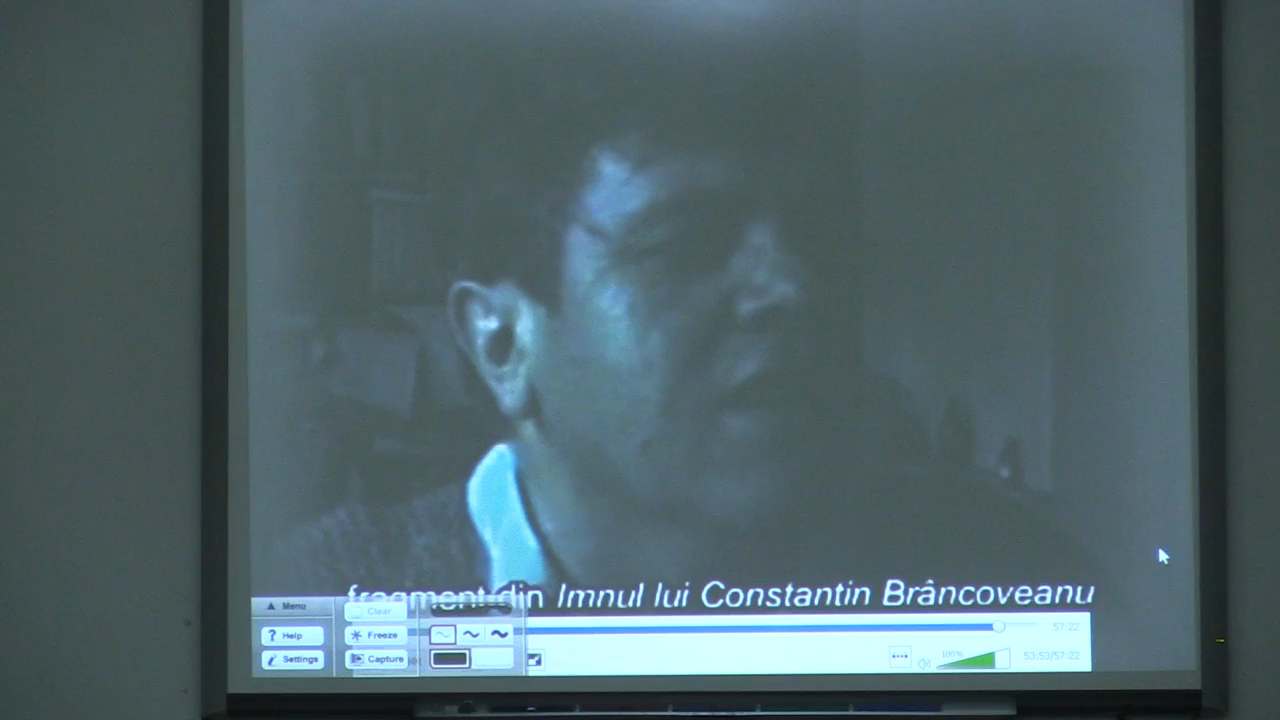 fragment din Imnul lui Constantin Brâncoveanu
Menu
Clear
Help
Freeze
57:22
Settings
Capture
100%
53:53/57:22